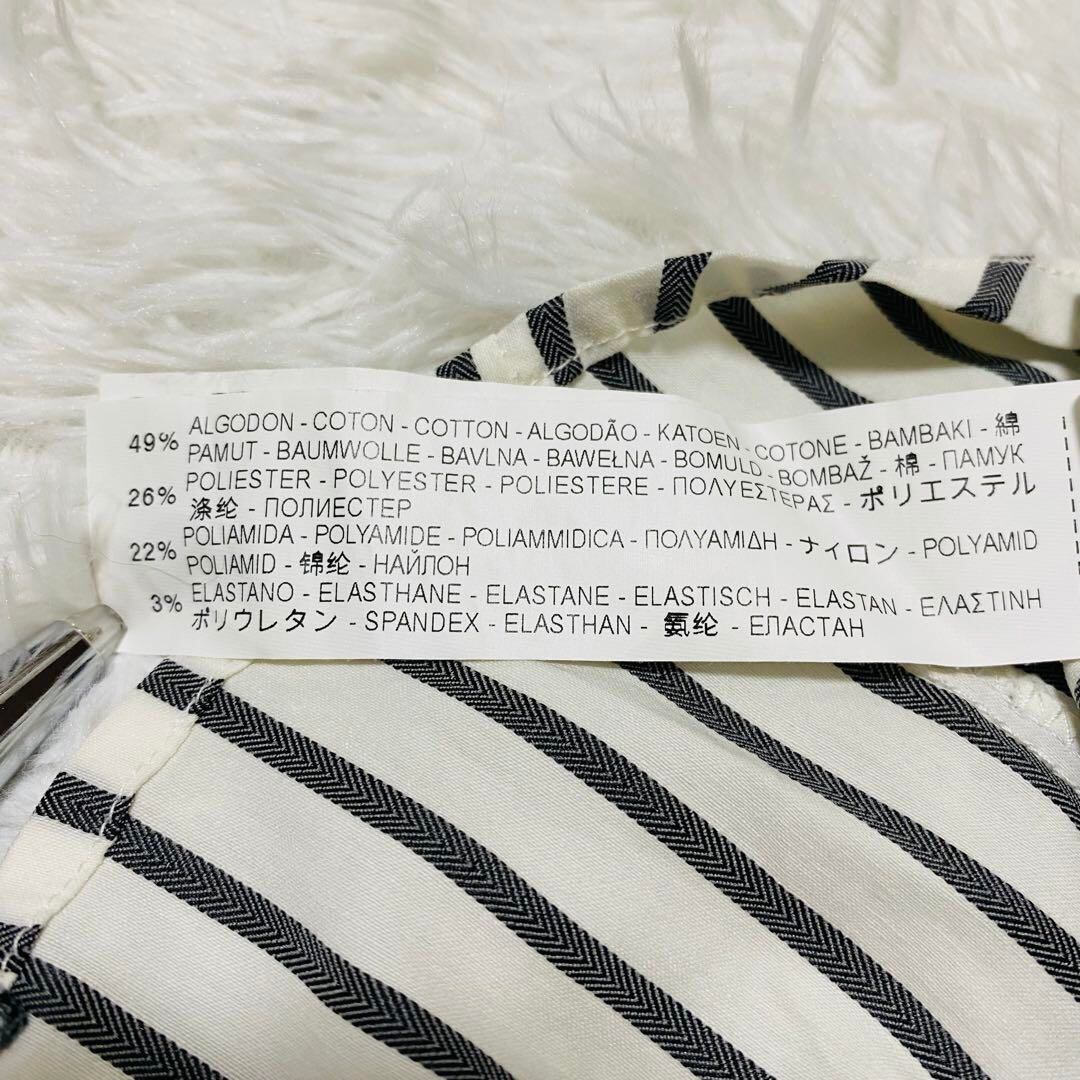 49% ALGODON - COTON - COTTON - ALGODÃO - KATOEN - COTONE - BAMBAKI - 綿
PAMUT - BAUMWOLLE - BAVLNA - BAWEŁNA - BOMULD - BOMBAŽ - 棉 - ПАМУК
26% POLIESTER - POLYESTER - POLIESTERE - ΠΟΛΥΕΣΤΕΡΑΣ - ポリエステル
涤纶 - ПОЛИЕСТЕР
22% POLIAMIDA - POLYAMIDE - POLIAMMIDICA - ΠΟΛΥΑΜΙΔΗ - ナイロン - POLYAMID
POLIAMID - 锦纶 - НАЙЛОН
3% ELASTANO - ELASTHANE - ELASTANE - ELASTISCH - ELASTAN - ΕΛΑΣΤΙΝΗ
ポリウレタン - SPANDEX - ELASTHAN - 氨纶 - ЕЛАСТАН